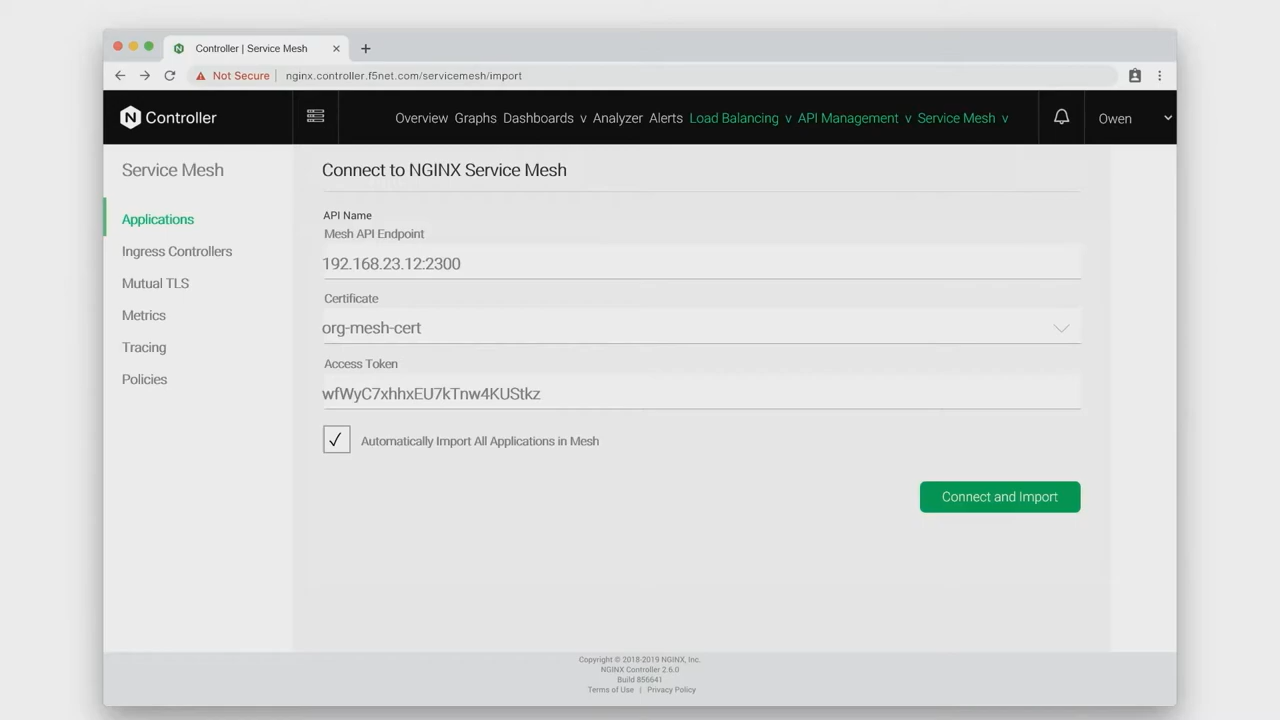 Controller | Service Mesh
Not Secure nginx.controller.f5net.com/servicemesh/import
N Controller
Overview Graphs Dashboards v Analyzer Alerts Load Balancing v API Management v Service Mesh v
Owen
Service Mesh
Applications
Ingress Controllers
Mutual TLS
Metrics
Tracing
Policies
Connect to NGINX Service Mesh
API Name
Mesh API Endpoint
192.168.23.12:2300
Certificate
org-mesh-cert
Access Token
wfWyC7xhhxEU7kTnw4KUStkz
Automatically Import All Applications in Mesh
Connect and Import
Copyright © 2018-2019 NGINX, Inc.
NGINX Controller 2.6.0
Build 856641
Terms of Use | Privacy Policy